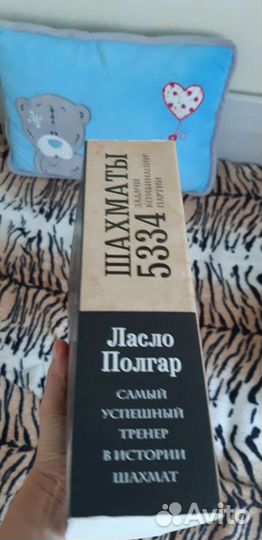 ШАХМАТЫ
5334
ЗАДАЧИ
КОМБИНАЦИИ
ПАРТИИ
Ласло
Полгар
САМЫЙ
УСПЕШНЫЙ
ТРЕНЕР
В ИСТОРИИ
ШАХМАТ
Avito